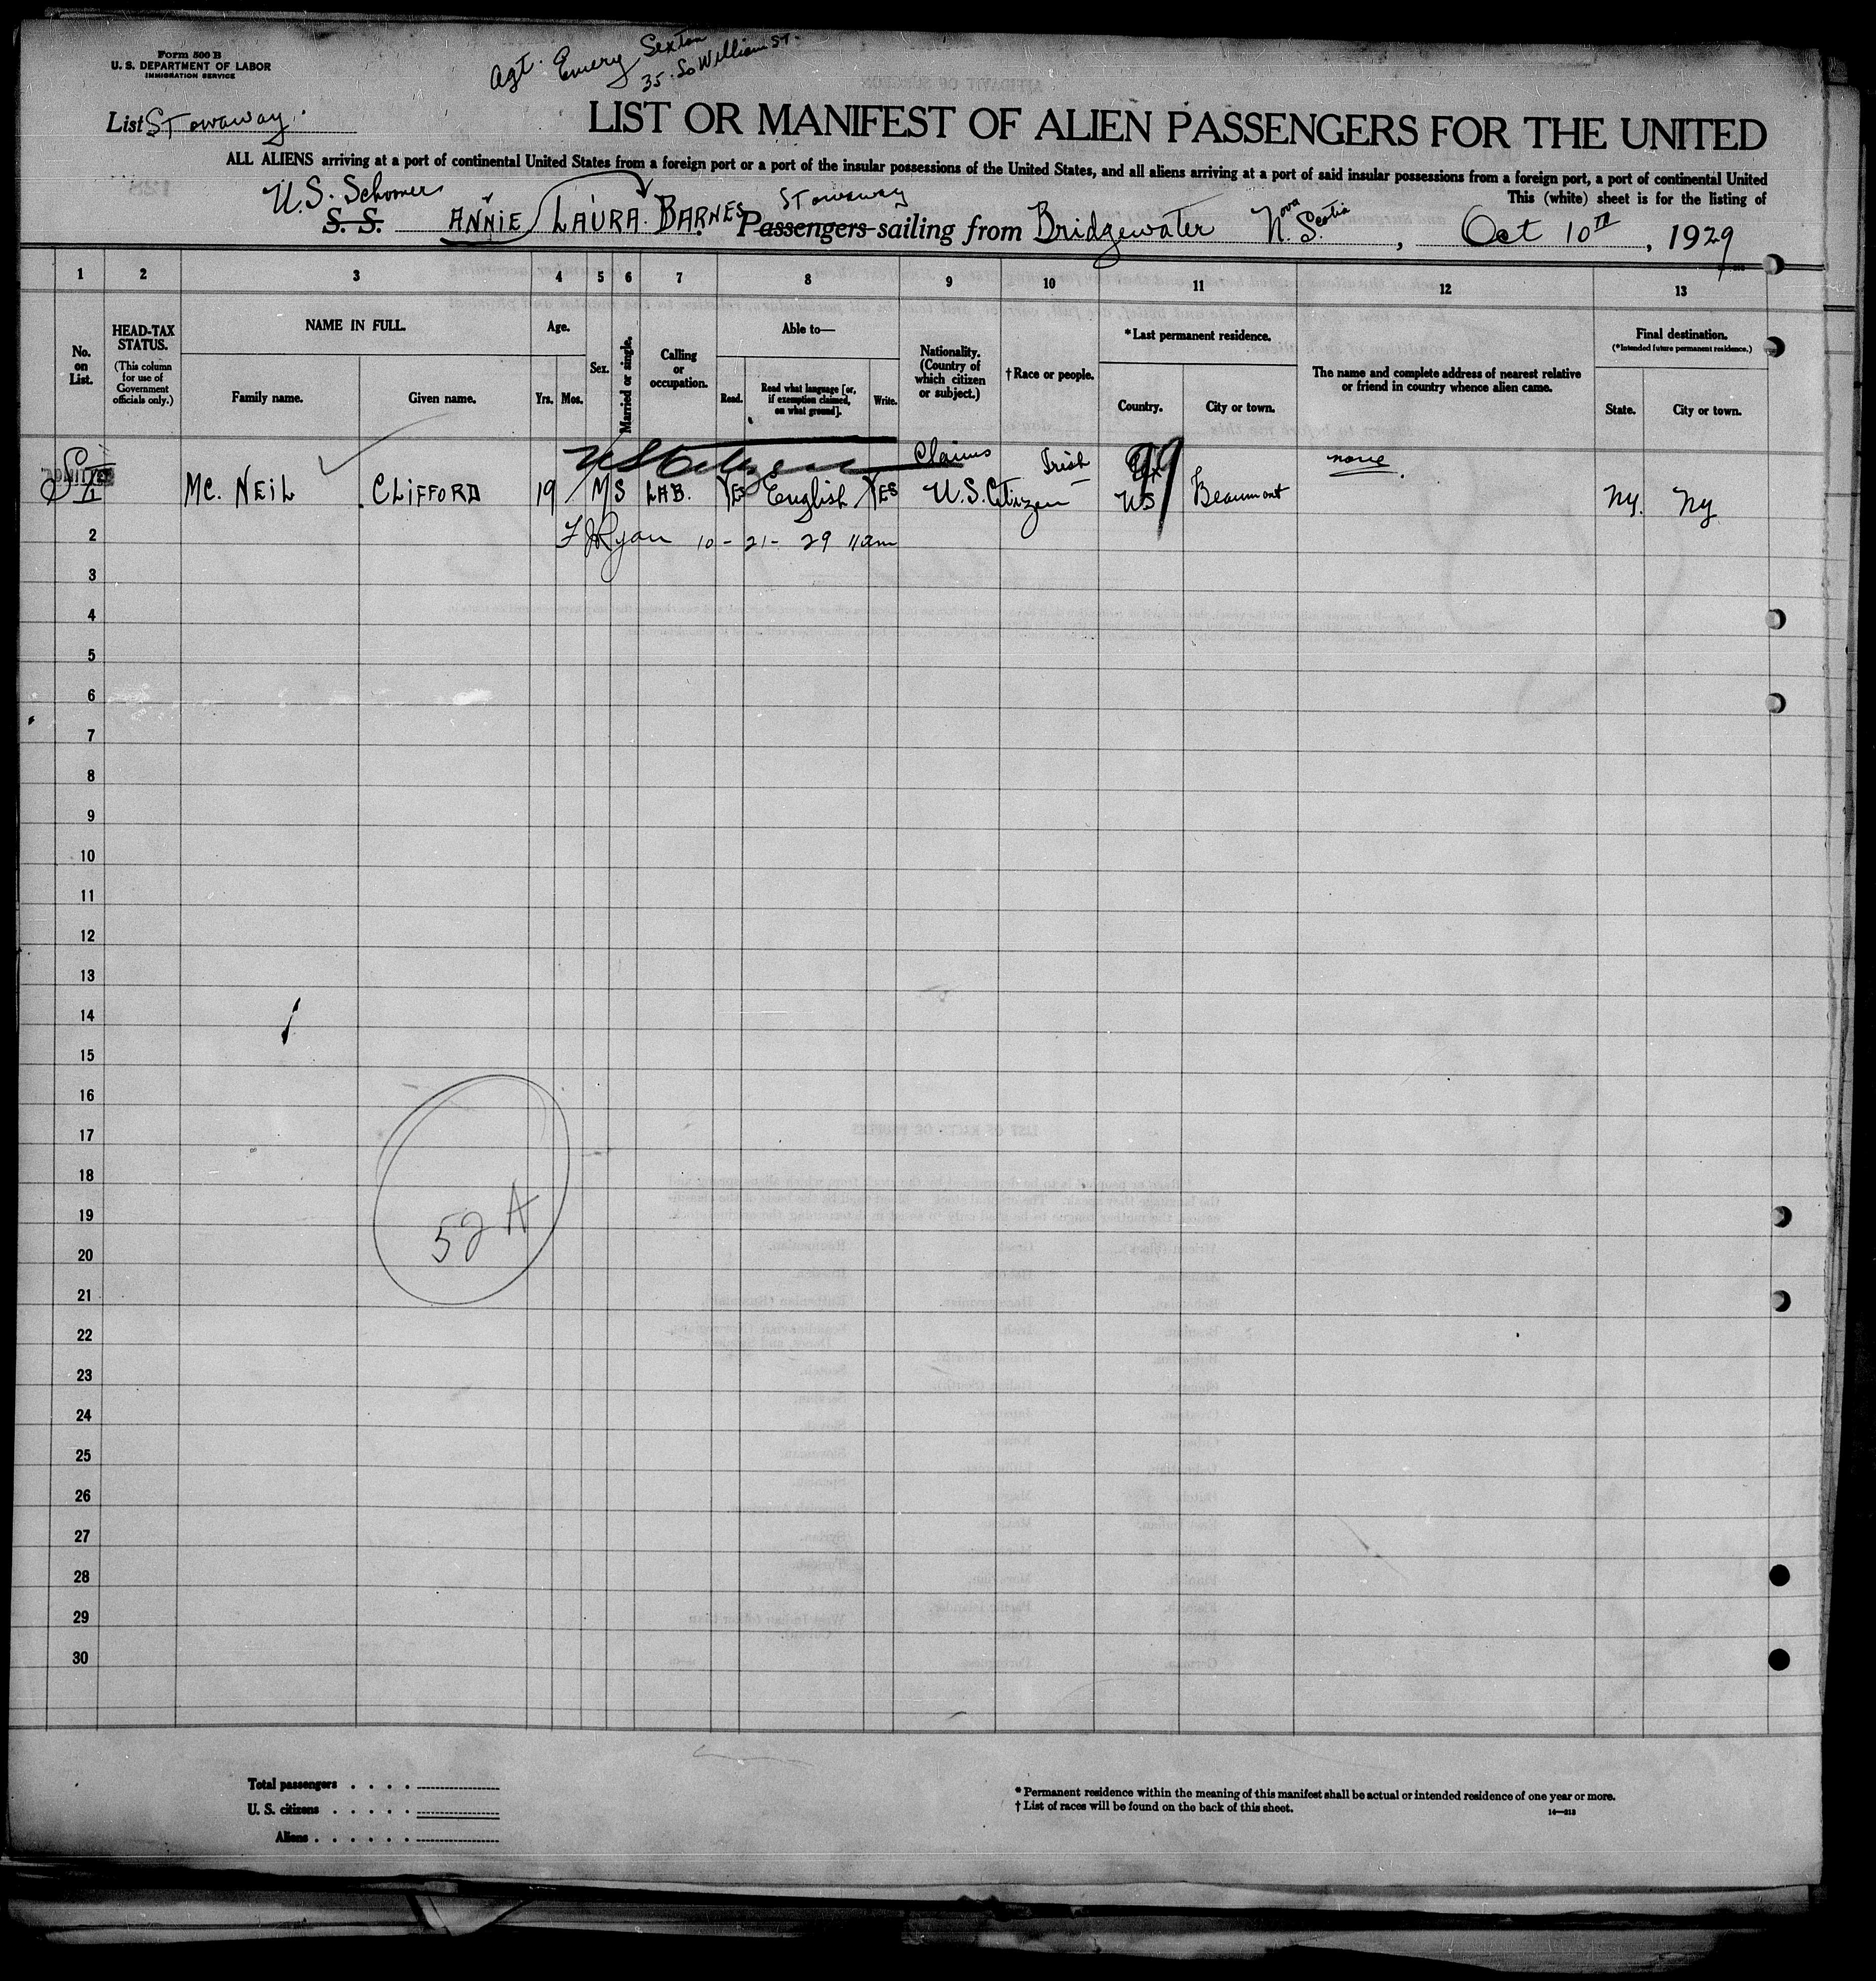 Form 500 B
U. S. DEPARTMENT OF LABOR
IMMIGRATION SERVICE
Agt. Emery Sexton
35. So William ST.
List Stowaway.
LIST OR MANIFEST OF ALIEN PASSENGERS FOR THE UNITED
ALL ALIENS arriving at a port of continental United States from a foreign port or a port of the insular possessions of the United States, and all aliens arriving at a port of said insular possessions from a foreign port, a port of continental United
This (white) sheet is for the listing of
U.S. Schooner Stowaway
S. S. ANNIE LAURA BARNES Passengers sailing from Bridgewater Nova N. Scotia, Oct 10TH, 1929
1 2 3 4 5 6 7 8 9 10 11 12 13
No. on List.
HEAD-TAX STATUS.
(This column for use of Government officials only.)
NAME IN FULL.
Family name. Given name.
Age.
Yrs. Mos.
Sex.
Married or single.
Calling or occupation.
Able to—
Read. Read what language [or, if exemption claimed, on what ground]. Write.
Nationality. (Country of which citizen or subject.)
†Race or people.
*Last permanent residence.
Country. City or town.
The name and complete address of nearest relative or friend in country whence alien came.
Final destination.
(*Intended future permanent residence.)
State. City or town.
US Citizen Claims Irish none
MC. NEIL CLIFFORD 19 M S LAB. YES English YES U.S. Citizen US Beaumont NY. NY
2 F J Ryan 10-21-29 11am
3
4
5
6
7
8
9
10
11
12
13
14
15
16
17
18
19
20
21
22
23
24
25
26
27
28
29
30
52 A
Total passengers . . . .
U. S. citizens . . . . .
Aliens . . . . . .
* Permanent residence within the meaning of this manifest shall be actual or intended residence of one year or more.
† List of races will be found on the back of this sheet.